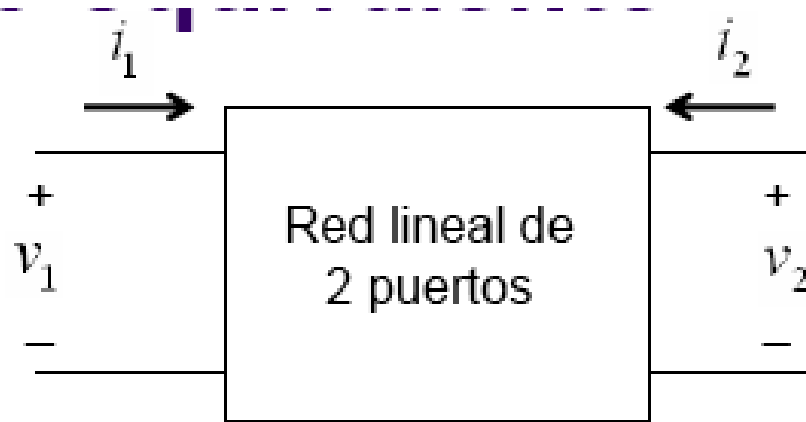 i1 i2
+ +
Red lineal de
v1 2 puertos v2
– –